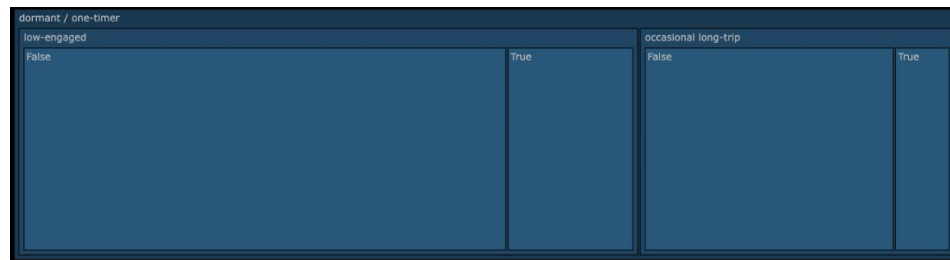 dormant / one-timer
low-engaged
occasional long-trip
False
True
False
True